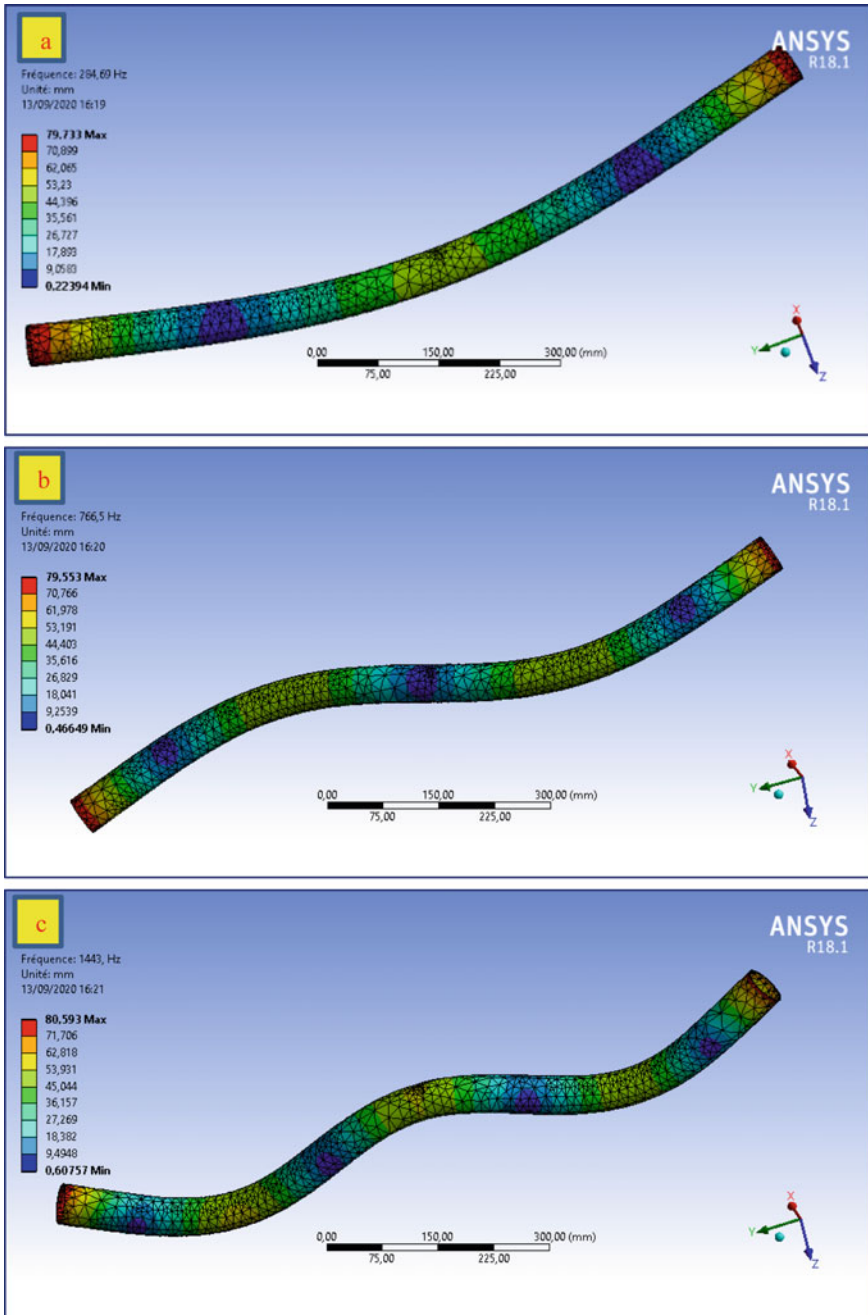 a
ANSYS
R18.1
Fréquence: 284,69 Hz
Unité: mm
13/09/2020 16:19
79,733 Max
70,899
62,065
53,23
44,396
35,561
26,727
17,893
9,0583
0,22394 Min
0,00 150,00 300,00 (mm)
75,00 225,00
X
Y
Z
b
ANSYS
R18.1
Fréquence: 766,5 Hz
Unité: mm
13/09/2020 16:20
79,553 Max
70,766
61,978
53,191
44,403
35,616
26,829
18,041
9,2539
0,46649 Min
0,00 150,00 300,00 (mm)
75,00 225,00
X
Y
Z
c
ANSYS
R18.1
Fréquence: 1443, Hz
Unité: mm
13/09/2020 16:21
80,593 Max
71,706
62,818
53,931
45,044
36,157
27,269
18,382
9,4948
0,60757 Min
0,00 150,00 300,00 (mm)
75,00 225,00
X
Y
Z